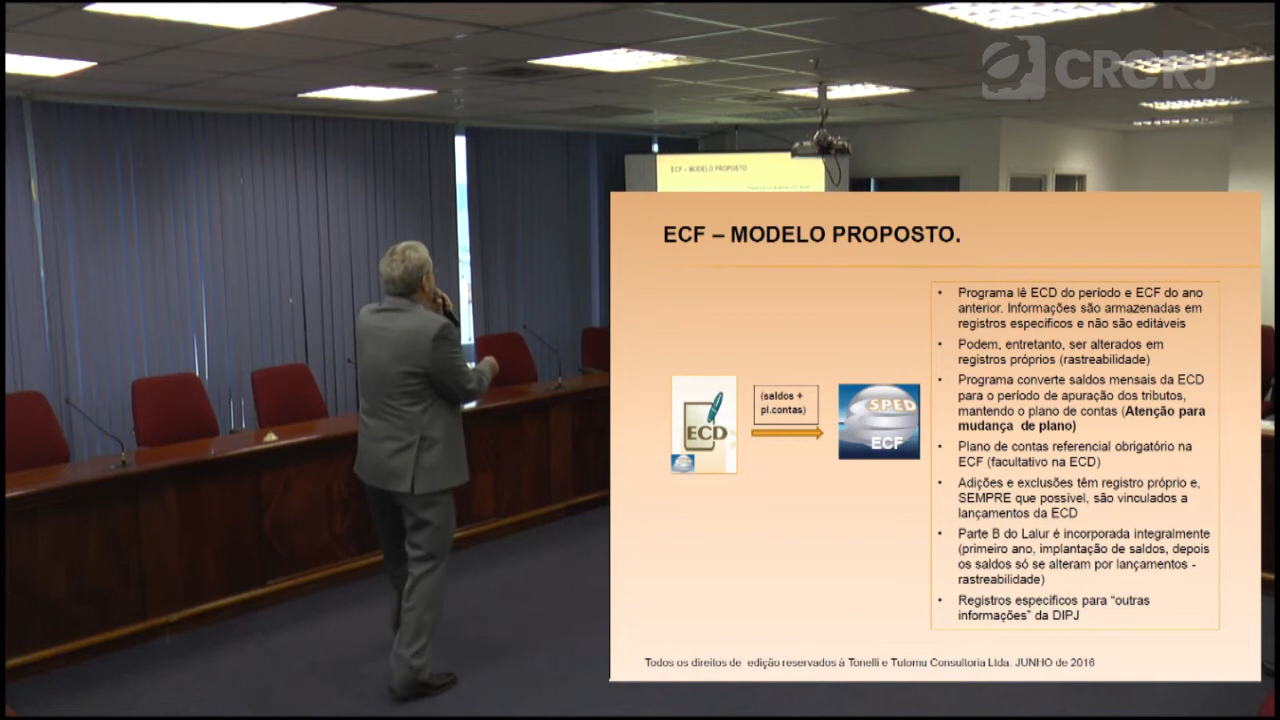 CRCRJ
ECF – MODELO PROPOSTO.
ECF – MODELO PROPOSTO.
• Programa lê ECD do período e ECF do ano
anterior. Informações são armazenadas em
registros específicos e não são editáveis
• Podem, entretanto, ser alterados em
registros próprios (rastreabilidade)
• Programa converte saldos mensais da ECD
para o período de apuração dos tributos,
mantendo o plano de contas (Atenção para
mudança de plano)
• Plano de contas referencial obrigatório na
ECF (facultativo na ECD)
• Adições e exclusões têm registro próprio e,
SEMPRE que possível, são vinculados a
lançamentos da ECD
• Parte B do Lalur é incorporada integralmente
(primeiro ano, implantação de saldos, depois
os saldos só se alteram por lançamentos -
rastreabilidade)
• Registros específicos para “outras
informações” da DIPJ
ECD
(saldos +
pl.contas)
SPED
ECF
Todos os direitos de edição reservados à Tonelli e Tutomu Consultoria Ltda. JUNHO de 2016